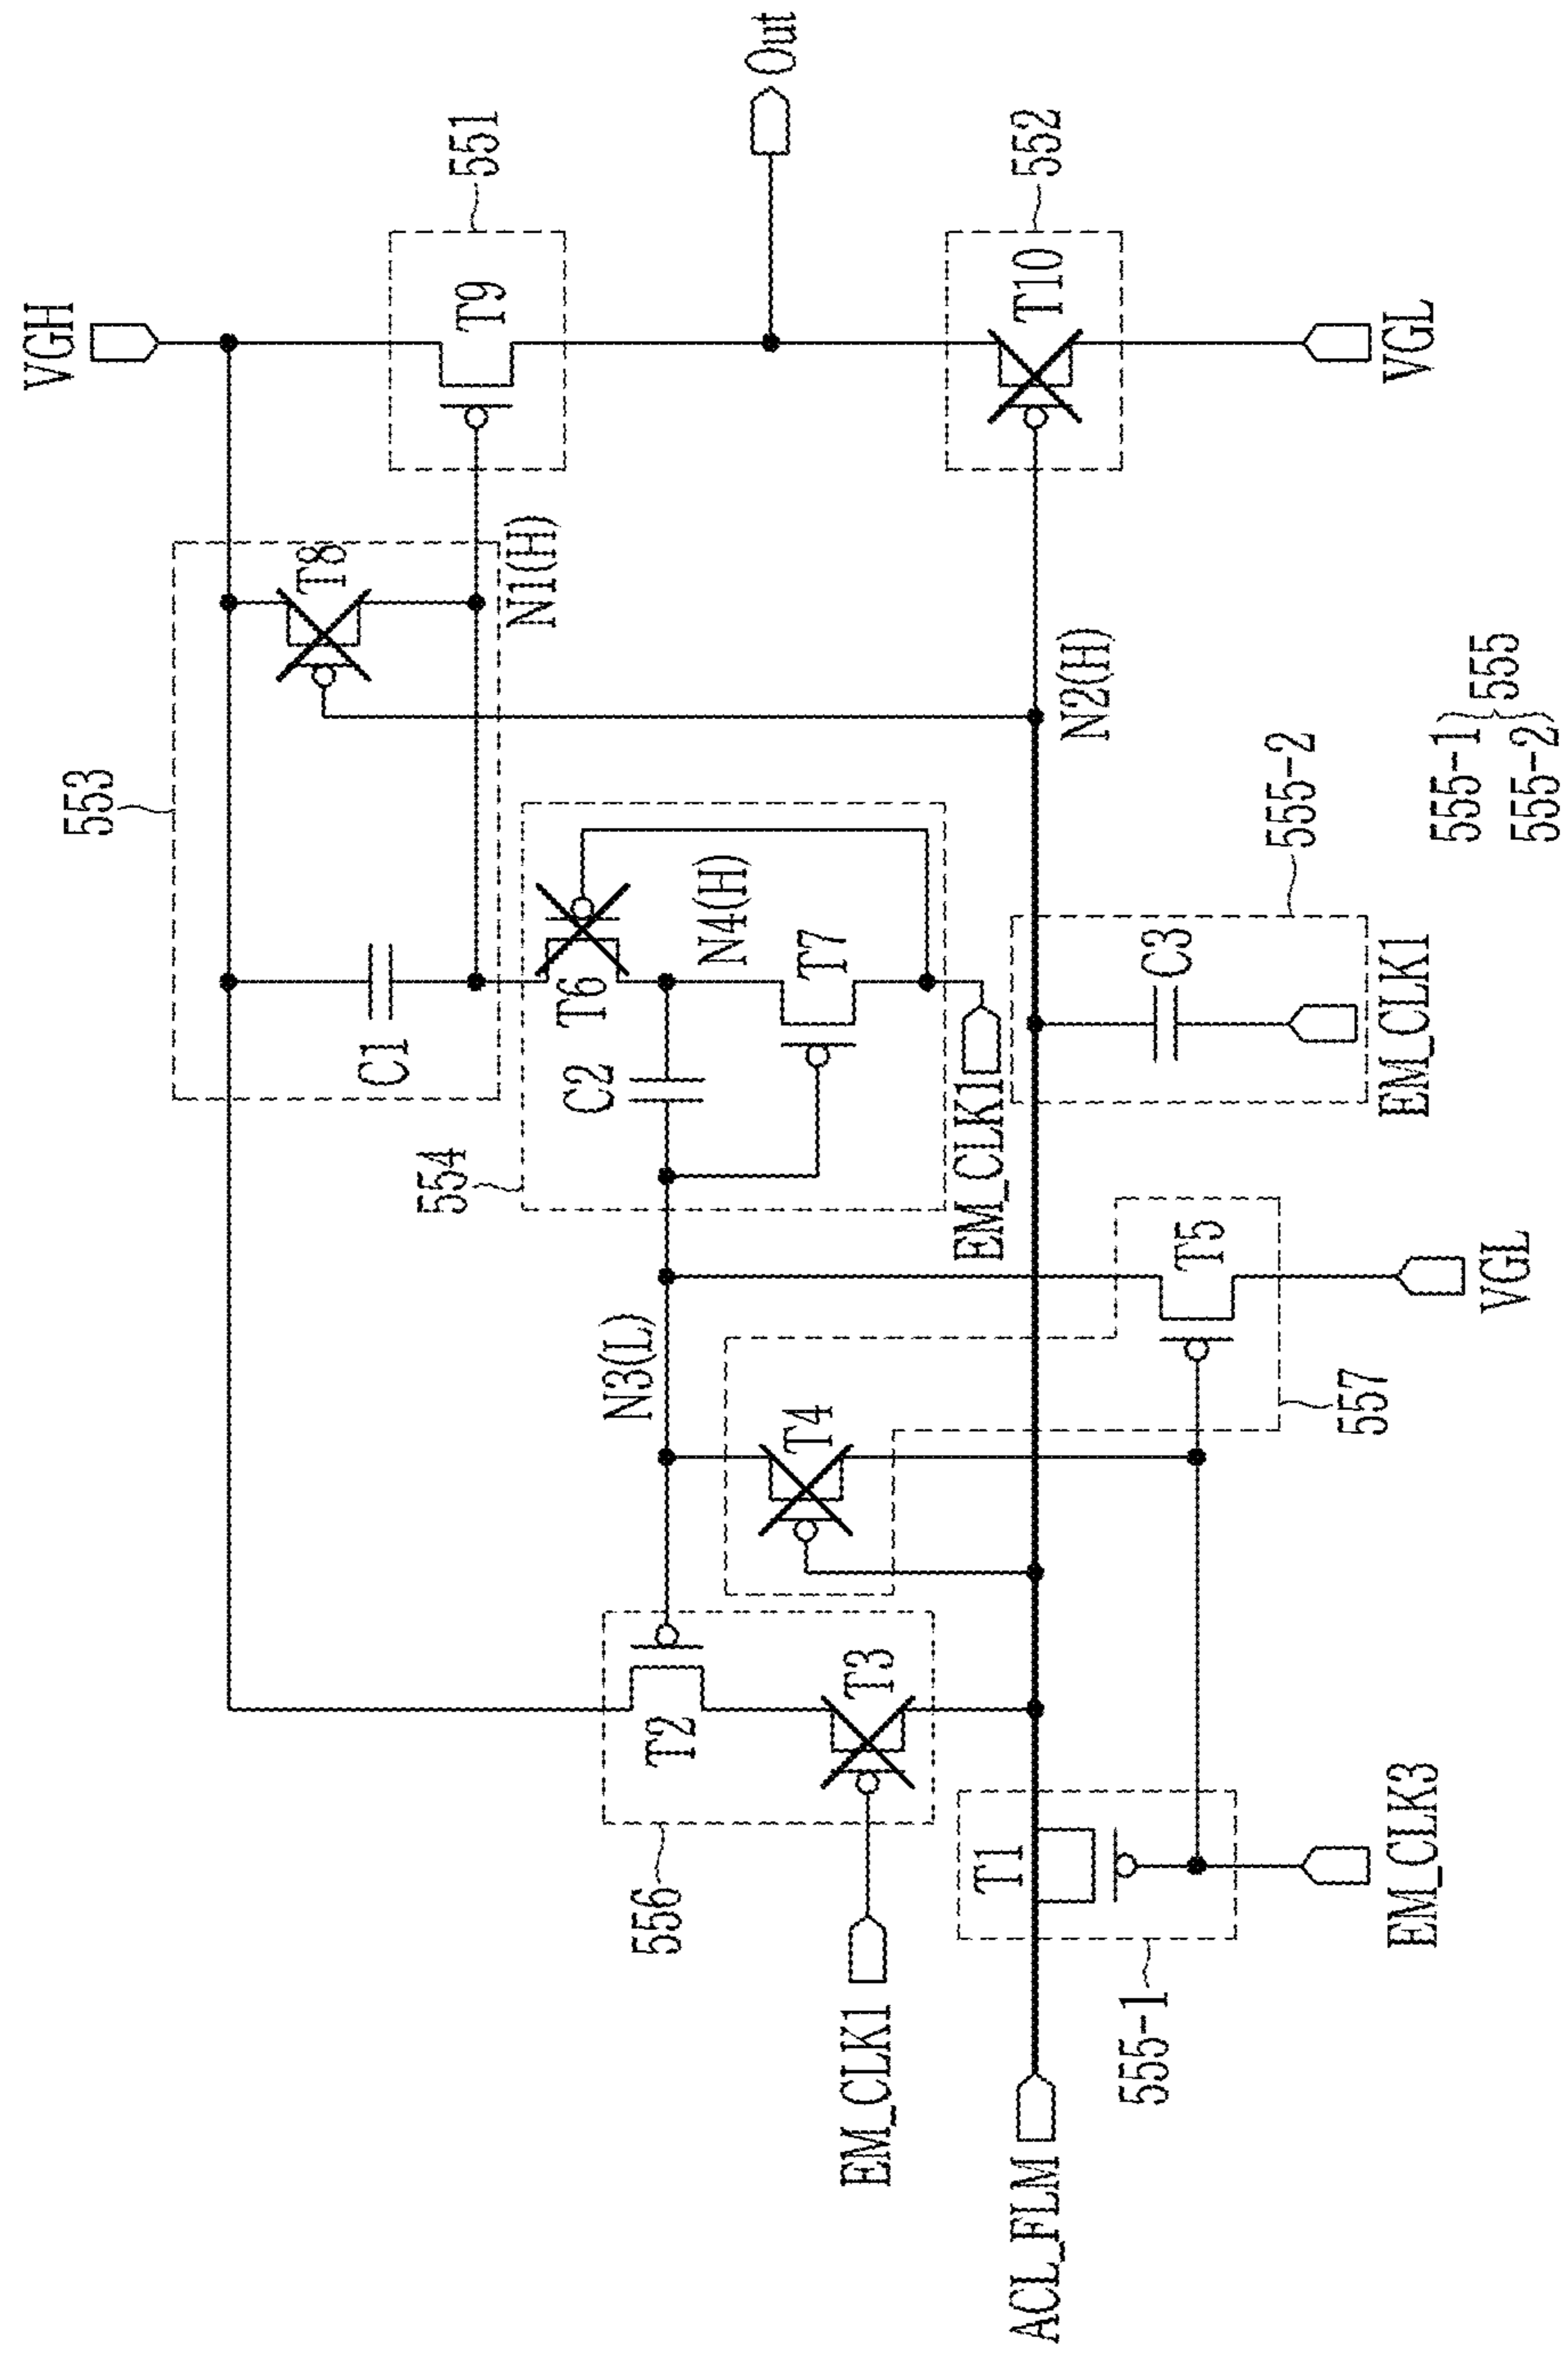 VGH
551
T9
Out
552
T10
VGL
553
T8
N1(H)
C1
N2(H)
554
T6
N4(H)
C2
T7
EM_CLK1
555-2
C3
EM_CLK1
555-1
555-2
555
N3(L)
T4
T5
VGL
557
T2
T3
556
EM_CLK1
T1
555-1
EM_CLK3
ACL_FLM